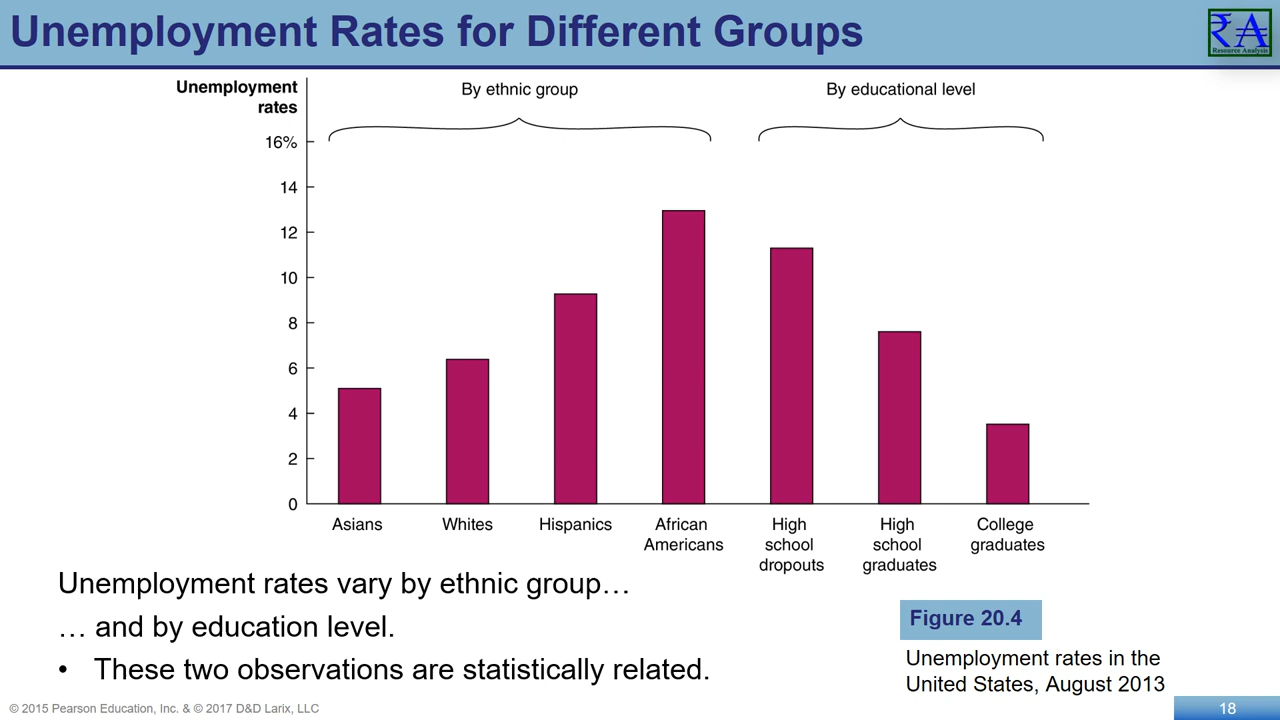 Unemployment Rates for Different Groups
₹A
Resource Analysis
Unemployment
rates
By ethnic group
By educational level
16%
14
12
10
8
6
4
2
0
Asians
Whites
Hispanics
African
Americans
High
school
dropouts
High
school
graduates
College
graduates
Unemployment rates vary by ethnic group…
… and by education level.
• These two observations are statistically related.
Figure 20.4
Unemployment rates in the
United States, August 2013
© 2015 Pearson Education, Inc. & © 2017 D&D Larix, LLC
18